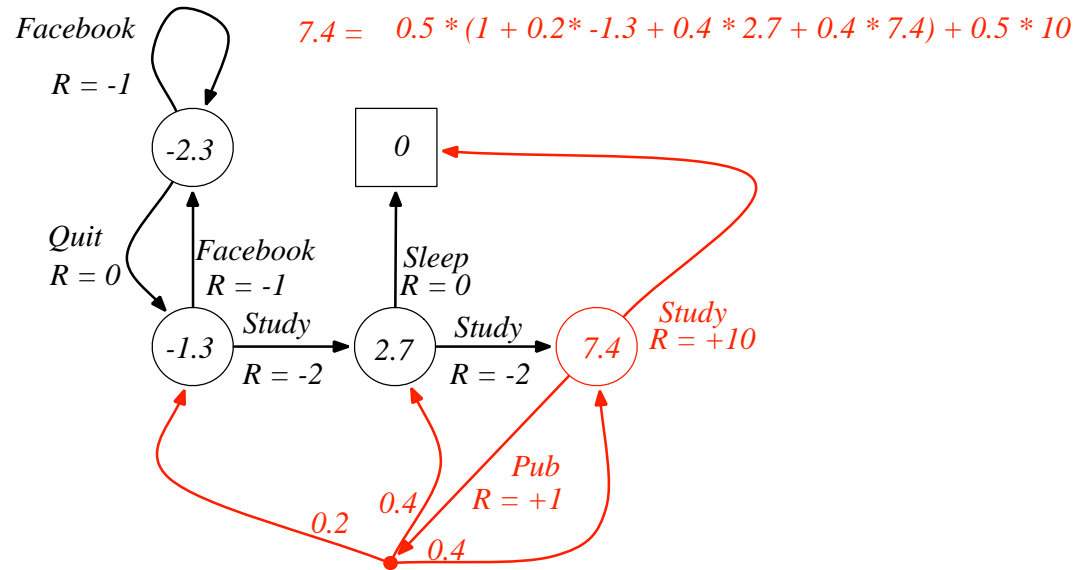 Facebook
7.4 = 0.5 * (1 + 0.2* -1.3 + 0.4 * 2.7 + 0.4 * 7.4) + 0.5 * 10
R = -1
-2.3
0
Quit
R = 0
Facebook
R = -1
Sleep
R = 0
Study
R = -2
Study
R = -2
Study
R = +10
-1.3
2.7
7.4
Pub
R = +1
0.2
0.4
0.4